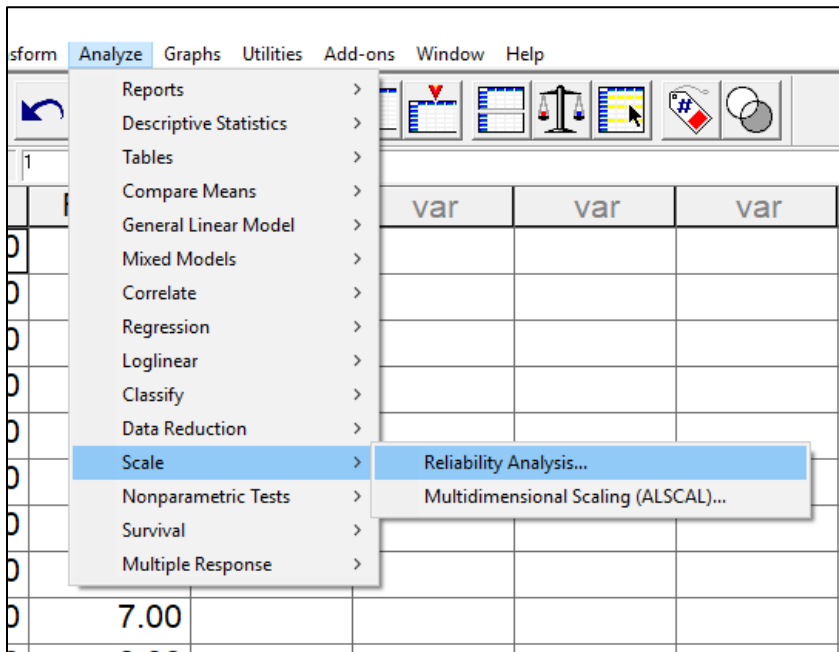 sform Analyze Graphs Utilities Add-ons Window Help
Reports
Descriptive Statistics
Tables
Compare Means
General Linear Model
Mixed Models
Correlate
Regression
Loglinear
Classify
Data Reduction
Scale
Nonparametric Tests
Survival
Multiple Response
Reliability Analysis...
Multidimensional Scaling (ALSCAL)...
#
1
var var var
7.00